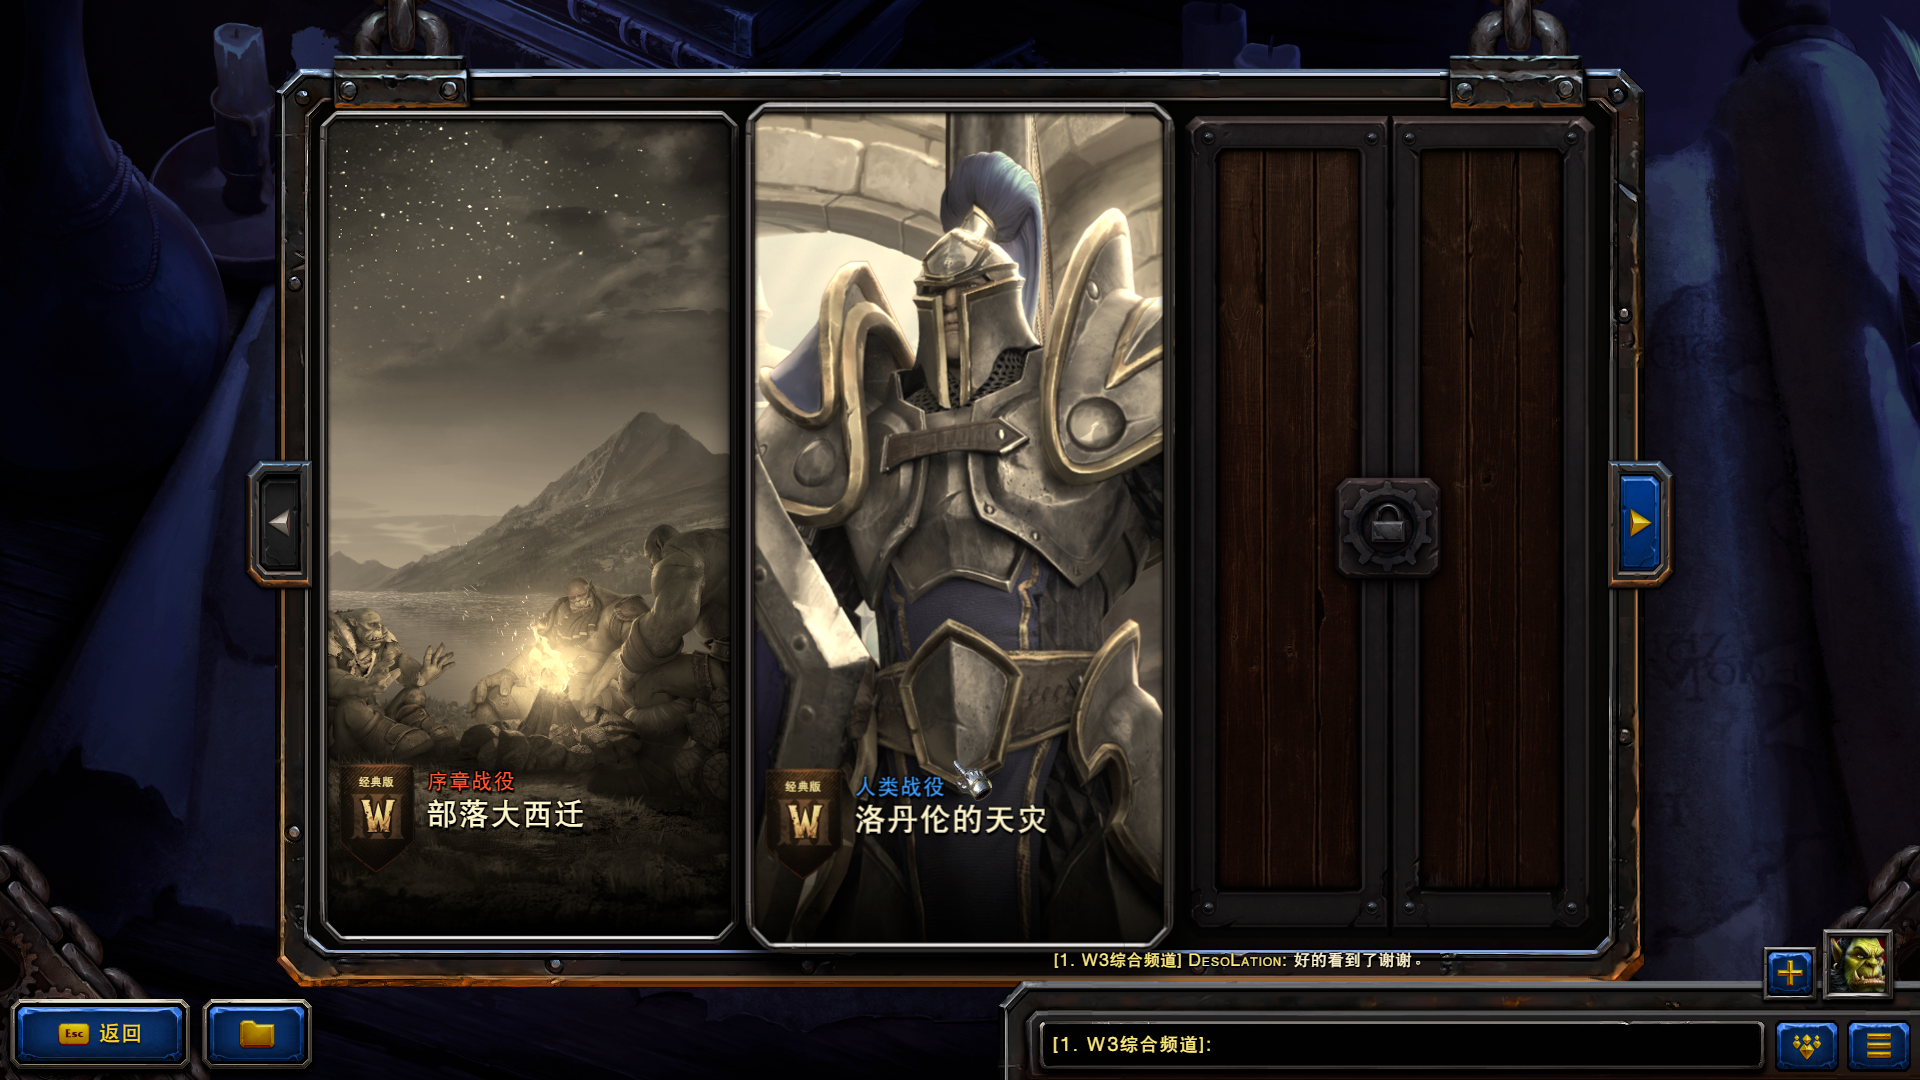 经典版
W
序章战役
部落大西迁
经典版
W
人类战役
洛丹伦的天灾
[1. W3综合频道] DesoLation: 好的看到了谢谢。
Esc 返回
[1. W3综合频道]: